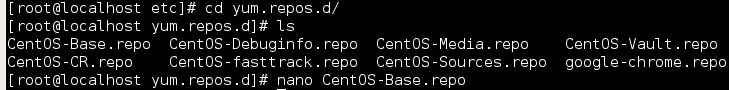 [root@localhost etc]# cd yum.repos.d/
[root@localhost yum.repos.d]# ls
CentOS-Base.repo  CentOS-Debuginfo.repo  CentOS-Media.repo    CentOS-Vault.repo
CentOS-CR.repo    CentOS-fasttrack.repo  CentOS-Sources.repo  google-chrome.repo
[root@localhost yum.repos.d]# nano CentOS-Base.repo